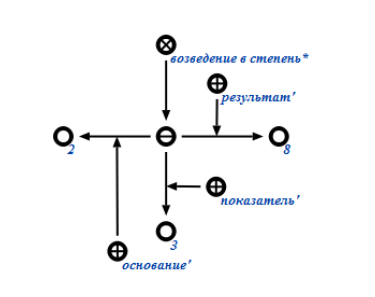 возведение в степень*
результат'
2
8
показатель'
3
основание'